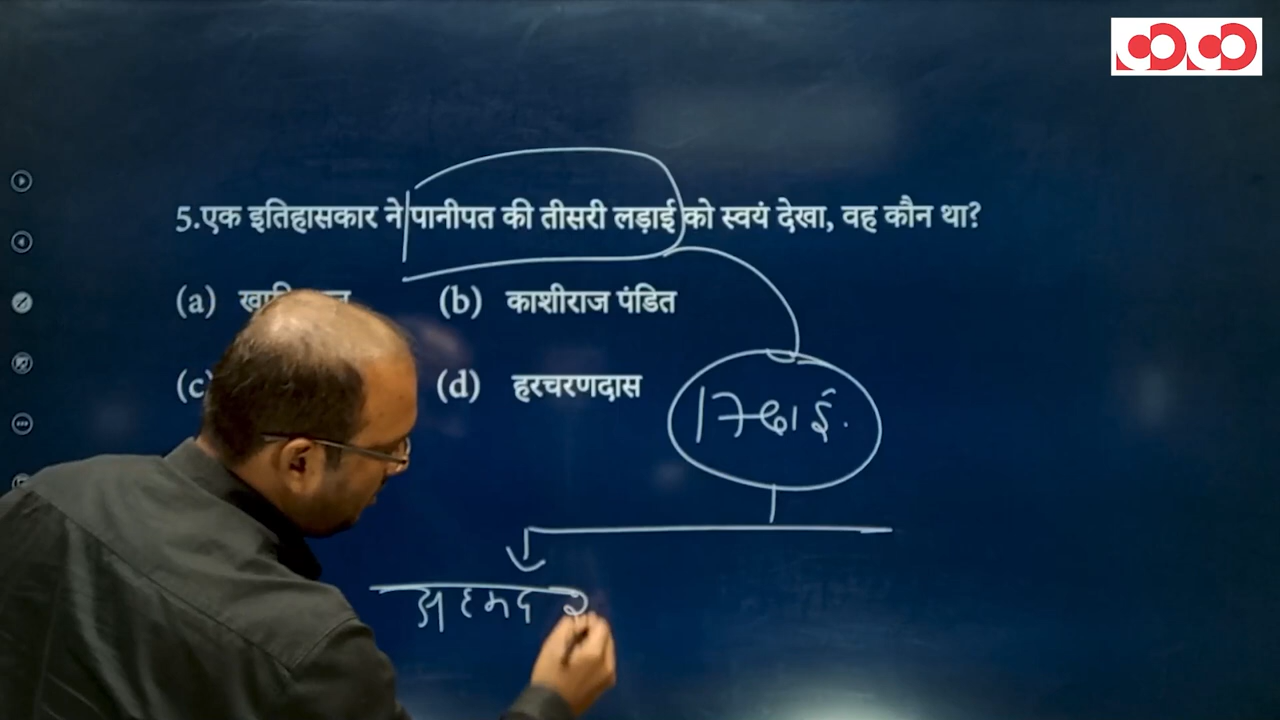 5.एक इतिहासकार ने पानीपत की तीसरी लड़ाई को स्वयं देखा, वह कौन था?
(a) (b) काशीराज पंडित
(c) (d) हरचरणदास
1761 ई.
अहमद